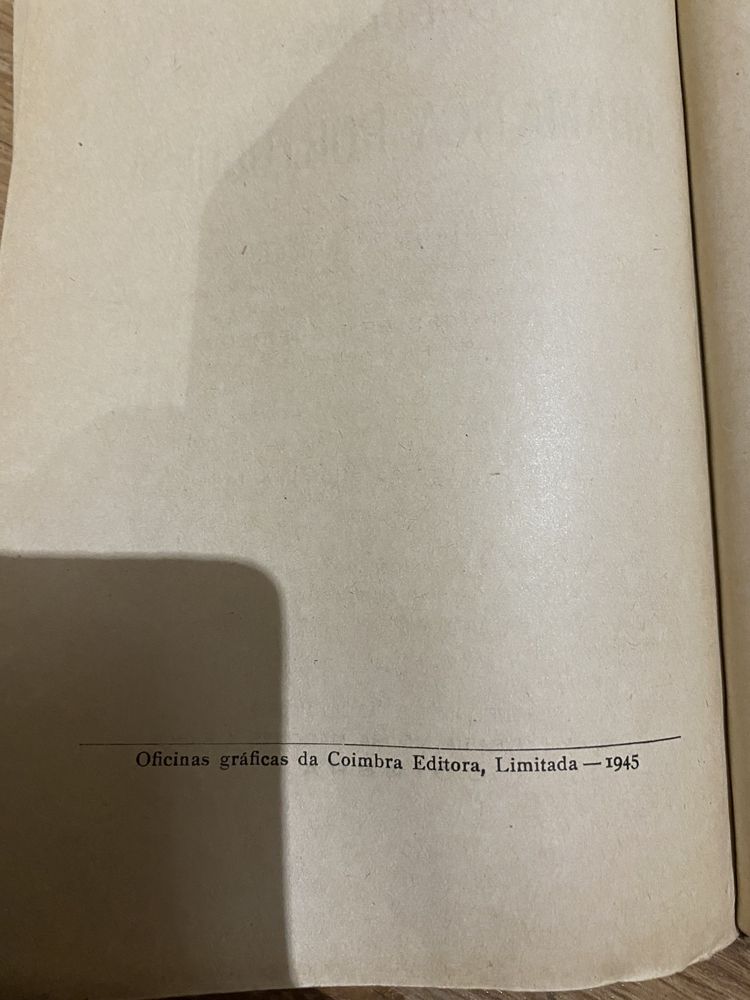 Oficinas gráficas da Coimbra Editora, Limitada — 1945